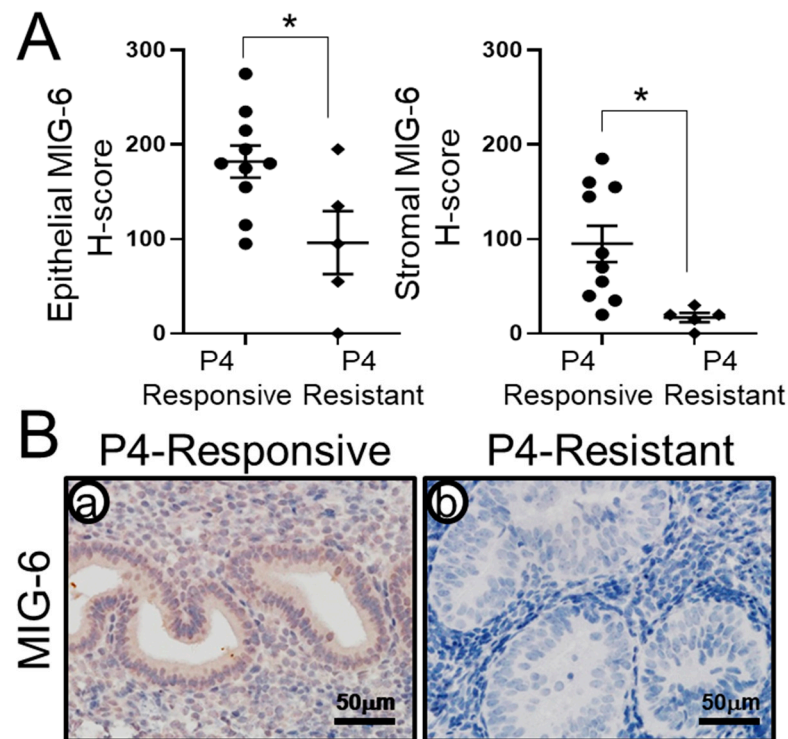 A
Epithelial MIG-6
H-score
300
200
100
0
*
P4
Responsive
P4
Resistant
Stromal MIG-6
H-score
300
200
100
0
*
P4
Responsive
P4
Resistant
B
P4-Responsive
P4-Resistant
MIG-6
a
50μm
b
50μm